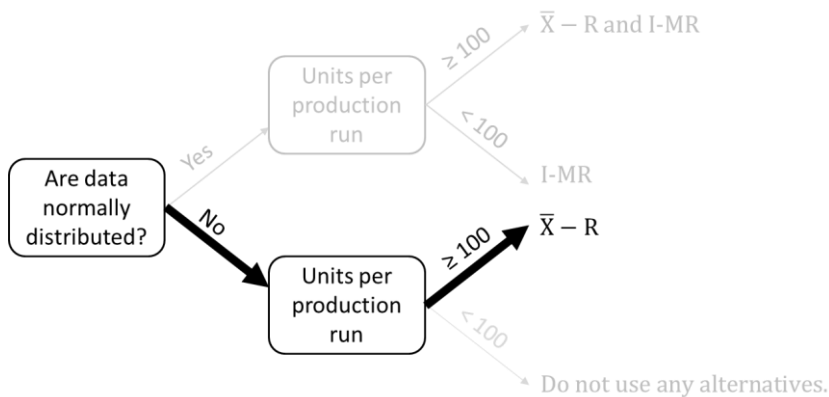 X̅ − R and I-MR
≥ 100
Units per
production
run
< 100
Yes
I-MR
Are data
normally
distributed?
No
X̅ − R
≥ 100
Units per
production
run
< 100
Do not use any alternatives.